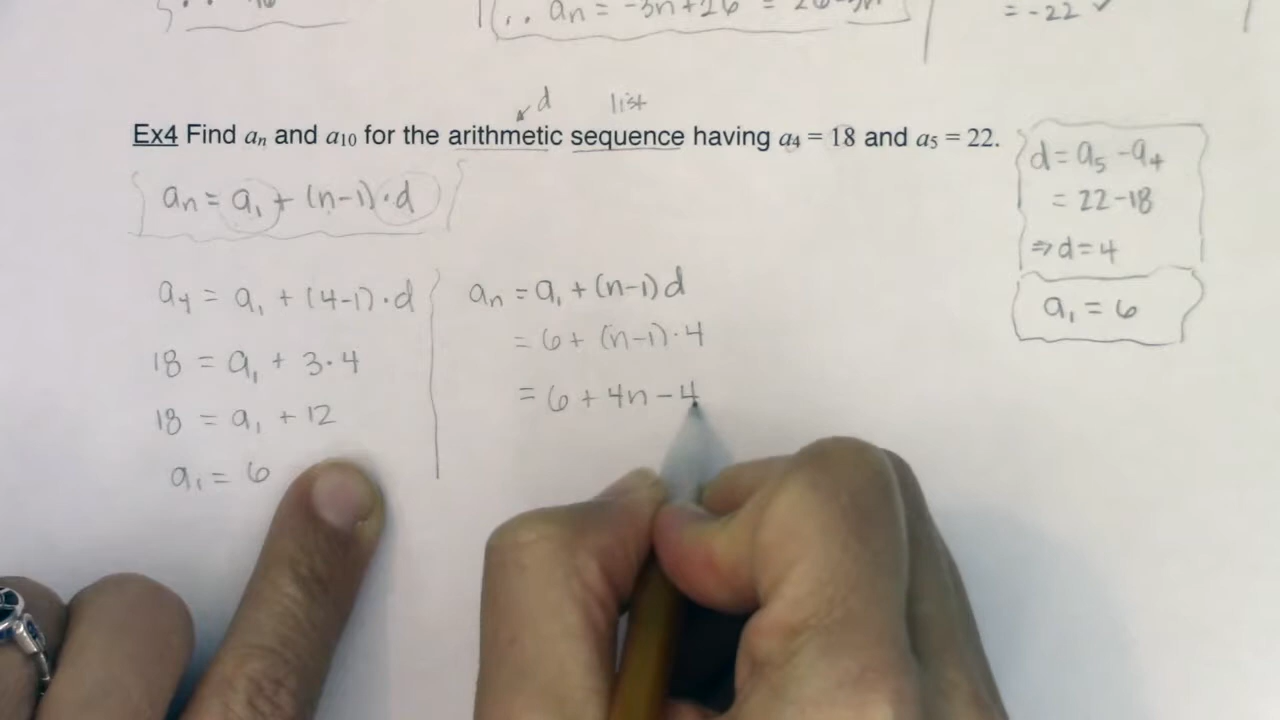 an = -3n+26 =
= -22 ✓
d list
Ex4 Find an and a10 for the arithmetic sequence having a4 = 18 and a5 = 22.
an = a1 + (n-1)·d
a4 = a1 + (4-1)·d
18 = a1 + 3·4
18 = a1 + 12
a1 = 6
an = a1 + (n-1)d
= 6 + (n-1)·4
= 6 + 4n - 4
d = a5 - a4
= 22-18
⇒ d = 4
a1 = 6